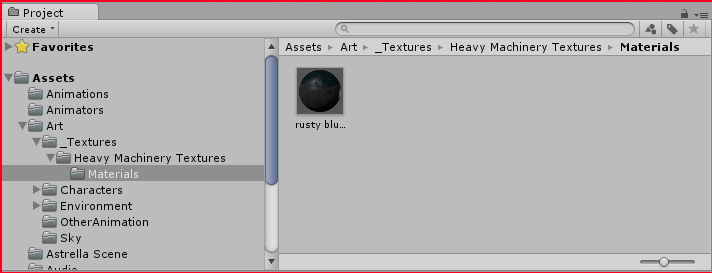 Project
Create
Favorites
Assets
Animations
Animators
Art
_Textures
Heavy Machinery Textures
Materials
Characters
Environment
OtherAnimation
Sky
Astrella Scene
Audio
Assets ▸ Art ▸ _Textures ▸ Heavy Machinery Textures ▸ Materials
rusty blu...